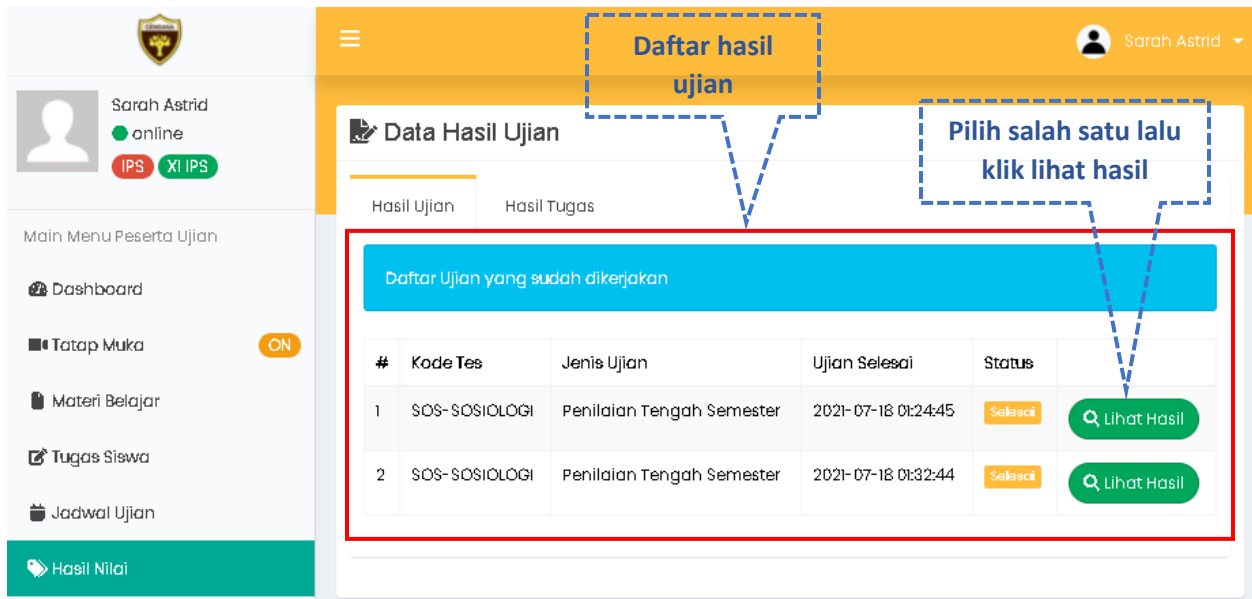 CENDANA
Sarah Astrid
Daftar hasil
ujian
Sarah Astrid
online
IPS XI IPS
Data Hasil Ujian
Pilih salah satu lalu
klik lihat hasil
Hasil Ujian Hasil Tugas
Main Menu Peserta Ujian
Dashboard
Tatap Muka ON
Materi Belajar
Tugas Siswa
Jadwal Ujian
Hasil Nilai
Daftar Ujian yang sudah dikerjakan
# Kode Tes Jenis Ujian Ujian Selesai Status
1 SOS-SOSIOLOGI Penilaian Tengah Semester 2021-07-18 01:24:45 Selesai Lihat Hasil
2 SOS-SOSIOLOGI Penilaian Tengah Semester 2021-07-18 01:32:44 Selesai Lihat Hasil